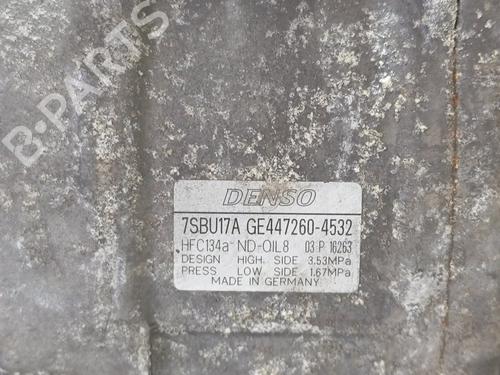 B-PARTS
DENSO
7SBU17A GE447260-4532
HFC134a ND-OIL8 03 P 16263
DESIGN HIGH SIDE 3.53MPa
PRESS LOW SIDE 1.67MPa
MADE IN GERMANY